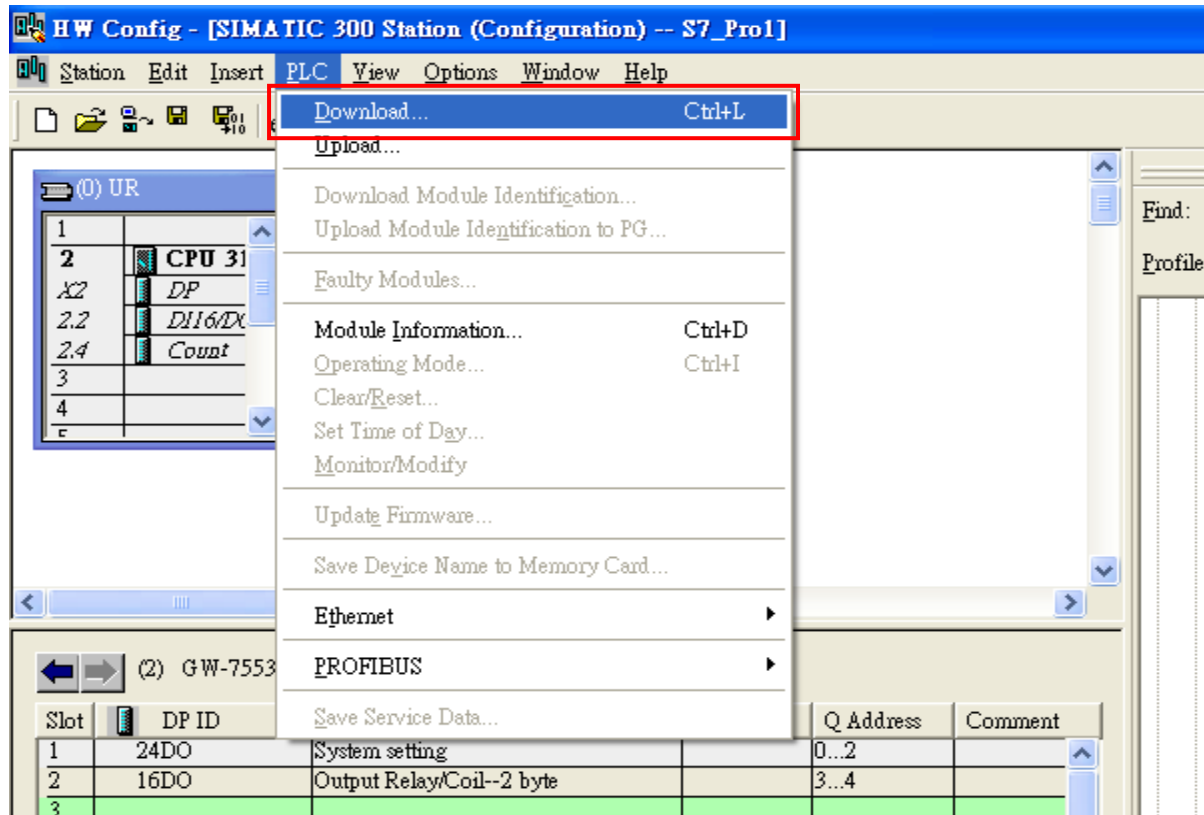 HW Config - [SIMATIC 300 Station (Configuration) -- S7_Pro1]
Station Edit Insert PLC View Options Window Help
Download... Ctrl+L
Upload...
Download Module Identification...
Upload Module Identification to PG...
Faulty Modules...
Module Information... Ctrl+D
Operating Mode... Ctrl+I
Clear/Reset...
Set Time of Day...
Monitor/Modify
Update Firmware...
Save Device Name to Memory Card...
Ethernet
PROFIBUS
Save Service Data...
(0) UR
1
2 CPU 31
X2 DP
2.2 DI16/DO
2.4 Count
3
4
Find:
Profile
(2) GW-7553
Slot DP ID Q Address Comment
1 24DO System setting 0...2
2 16DO Output Relay/Coil--2 byte 3...4
3